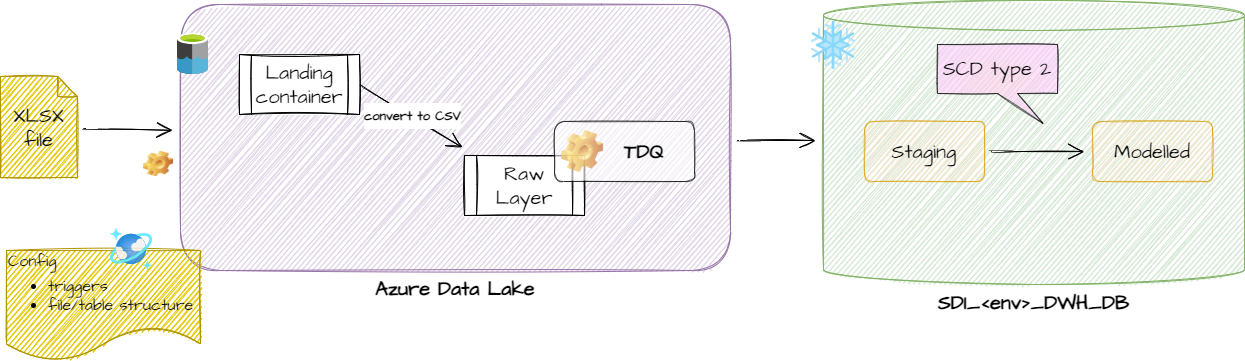 XLSX
file
Landing
container
convert to CSV
TDQ
Raw
Layer
Azure Data Lake
Config
• triggers
• file/table structure
SCD type 2
Staging
Modelled
SDI_<env>_DWH_DB